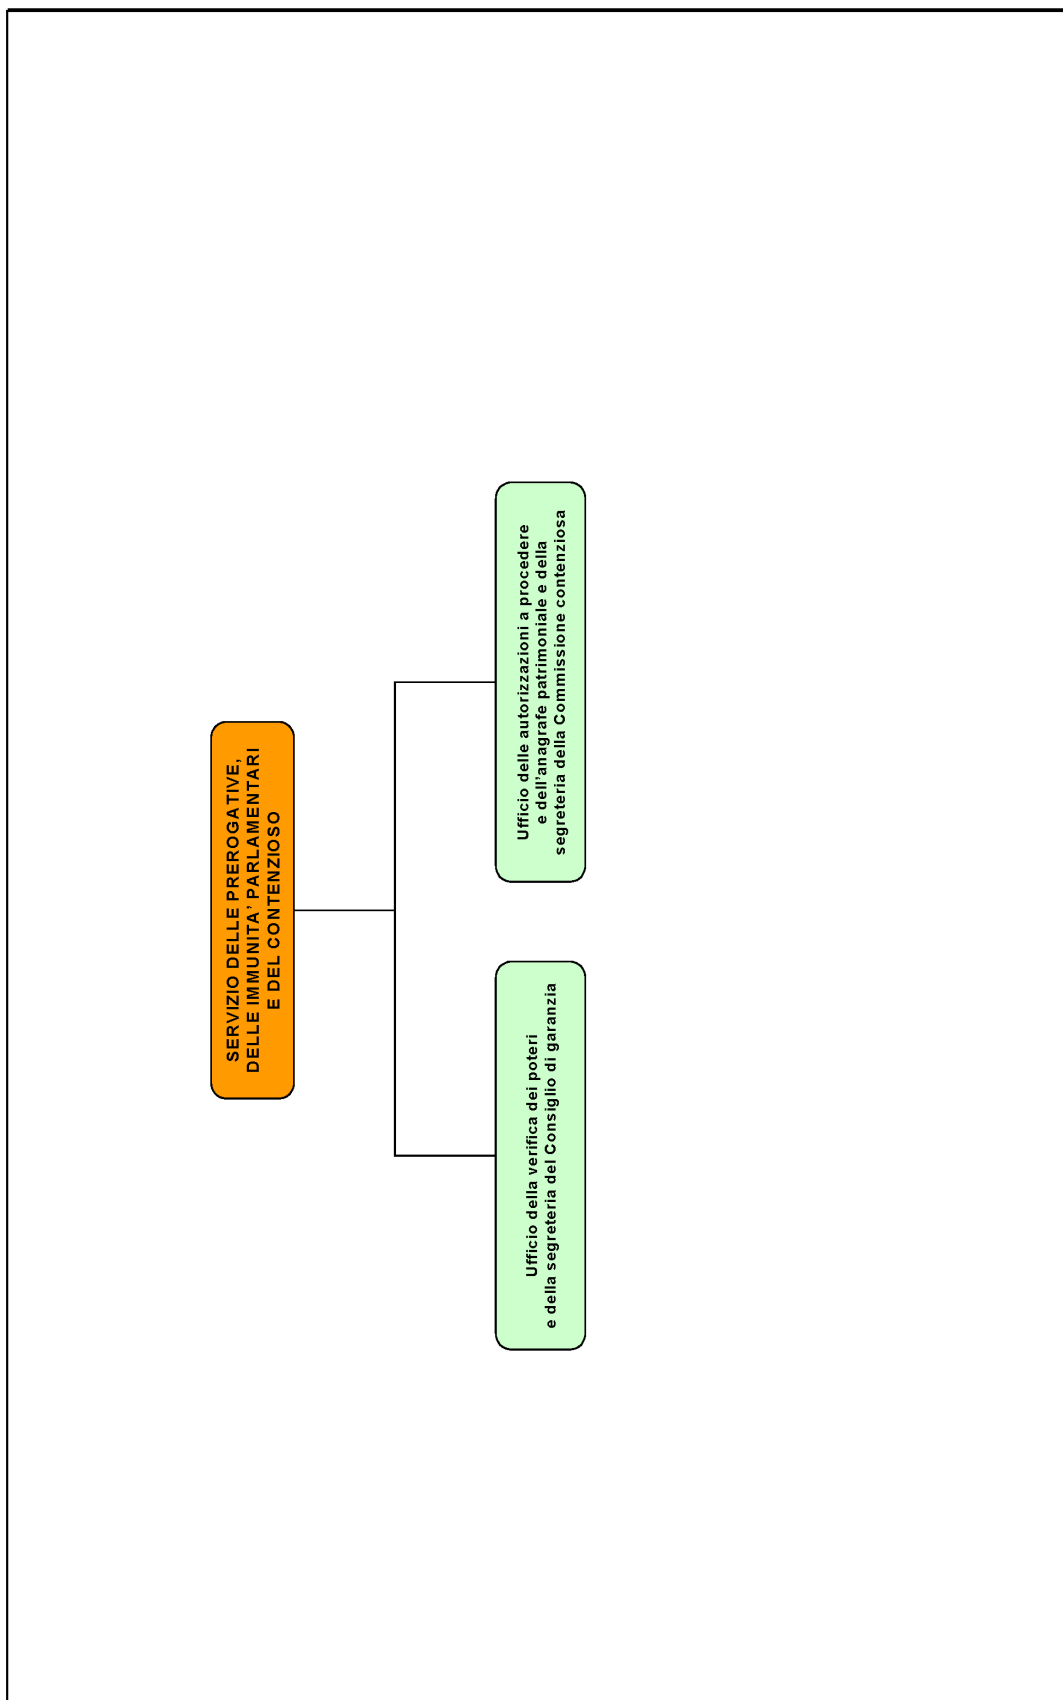 SERVIZIO DELLE PREROGATIVE,
DELLE IMMUNITA’ PARLAMENTARI
E DEL CONTENZIOSO
Ufficio della verifica dei poteri
e della segreteria del Consiglio di garanzia
Ufficio delle autorizzazioni a procedere
e dell’anagrafe patrimoniale e della
segreteria della Commissione contenziosa